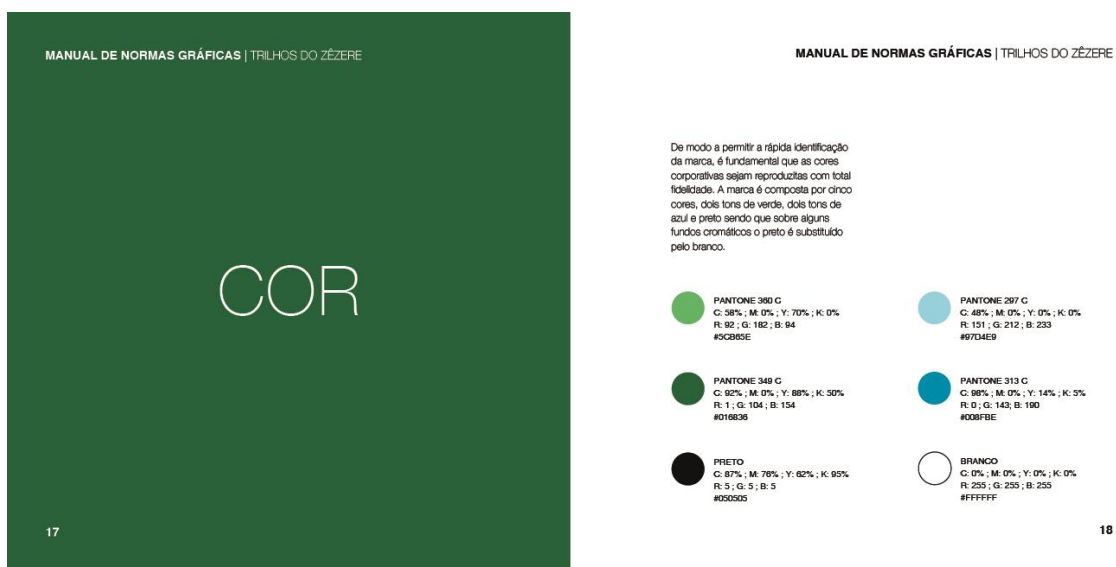 MANUAL DE NORMAS GRÁFICAS | TRILHOS DO ZÊZERE
COR
17
MANUAL DE NORMAS GRÁFICAS | TRILHOS DO ZÊZERE
De modo a permitir a rápida identificação
da marca, é fundamental que as cores
corporativas sejam reproduzitas com total
fidelidade. A marca é composta por cinco
cores, dois tons de verde, dois tons de
azul e preto sendo que sobre alguns
fundos cromáticos o preto é substituído
pelo branco.
PANTONE 360 C
C: 58% ; M: 0% ; Y: 70% ; K: 0%
R: 92 ; G: 182 ; B: 94
#5CB65E
PANTONE 297 C
C: 48% ; M: 0% ; Y: 0% ; K: 0%
R: 151 ; G: 212 ; B: 233
#97D4E9
PANTONE 349 C
C: 92% ; M: 0% ; Y: 88% ; K: 50%
R: 1 ; G: 104 ; B: 154
#016836
PANTONE 313 C
C: 98% ; M: 0% ; Y: 14% ; K: 5%
R: 0 ; G: 143; B: 190
#008FBE
PRETO
C: 87% ; M: 76% ; Y: 62% ; K: 95%
R: 5 ; G: 5 ; B: 5
#050505
BRANCO
C: 0% ; M: 0% ; Y: 0% ; K: 0%
R: 255 ; G: 255 ; B: 255
#FFFFFF
18